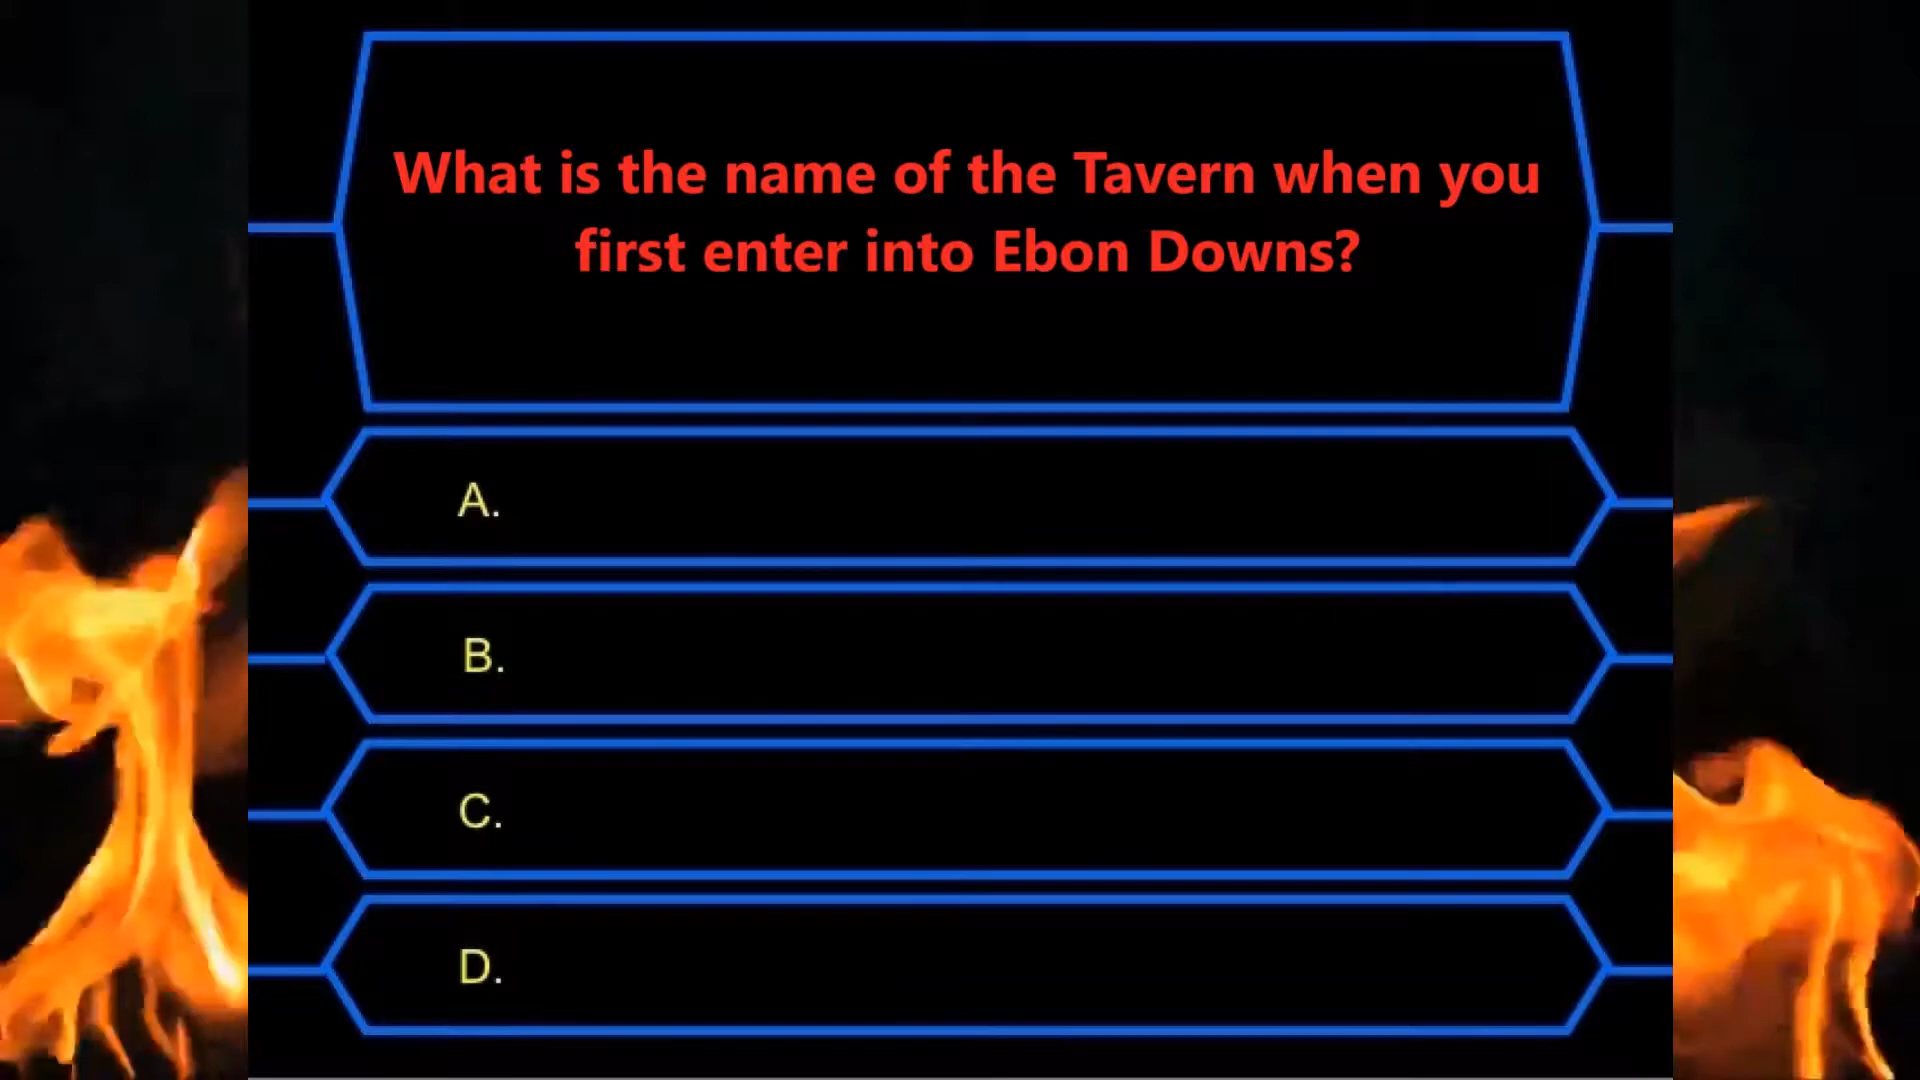 What is the name of the Tavern when you
first enter into Ebon Downs?
A.
B.
C.
D.